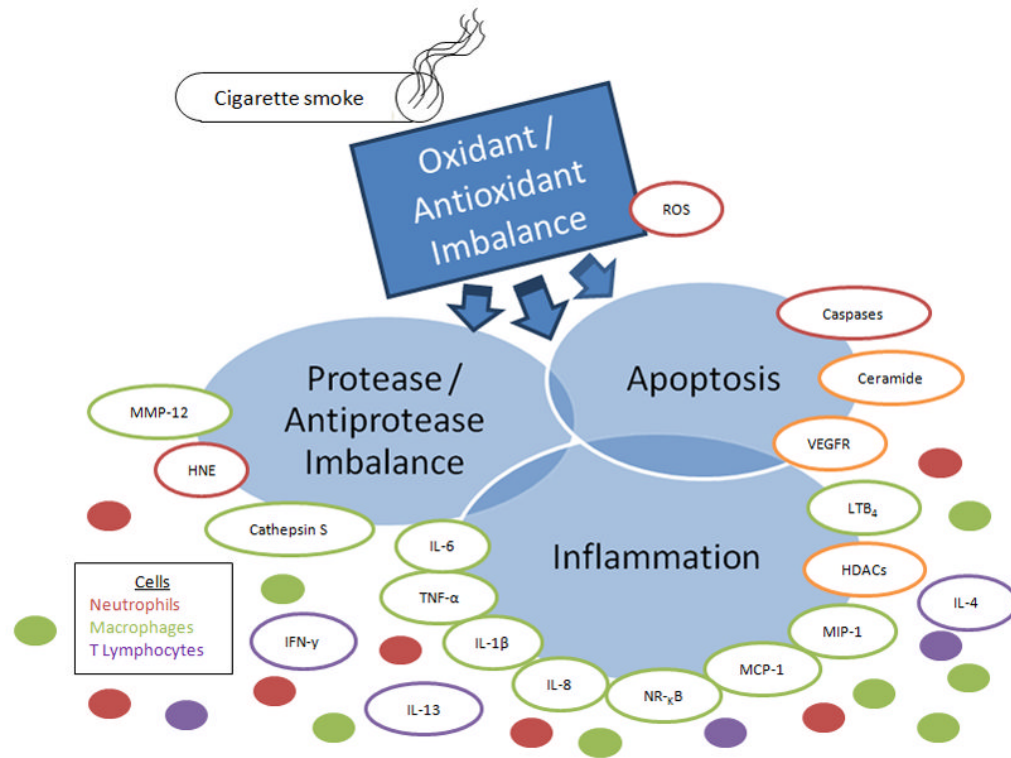 Cigarette smoke
Oxidant /
Antioxidant
Imbalance
ROS
Caspases
Protease /
Antiprotease
Imbalance
Apoptosis
Ceramide
MMP-12
VEGFR
HNE
LTB₄
Cathepsin S
IL-6
Inflammation
HDACs
Cells
Neutrophils
Macrophages
T Lymphocytes
TNF-α
IL-4
IFN-γ
IL-1β
MIP-1
MCP-1
IL-8
NR-κB
IL-13